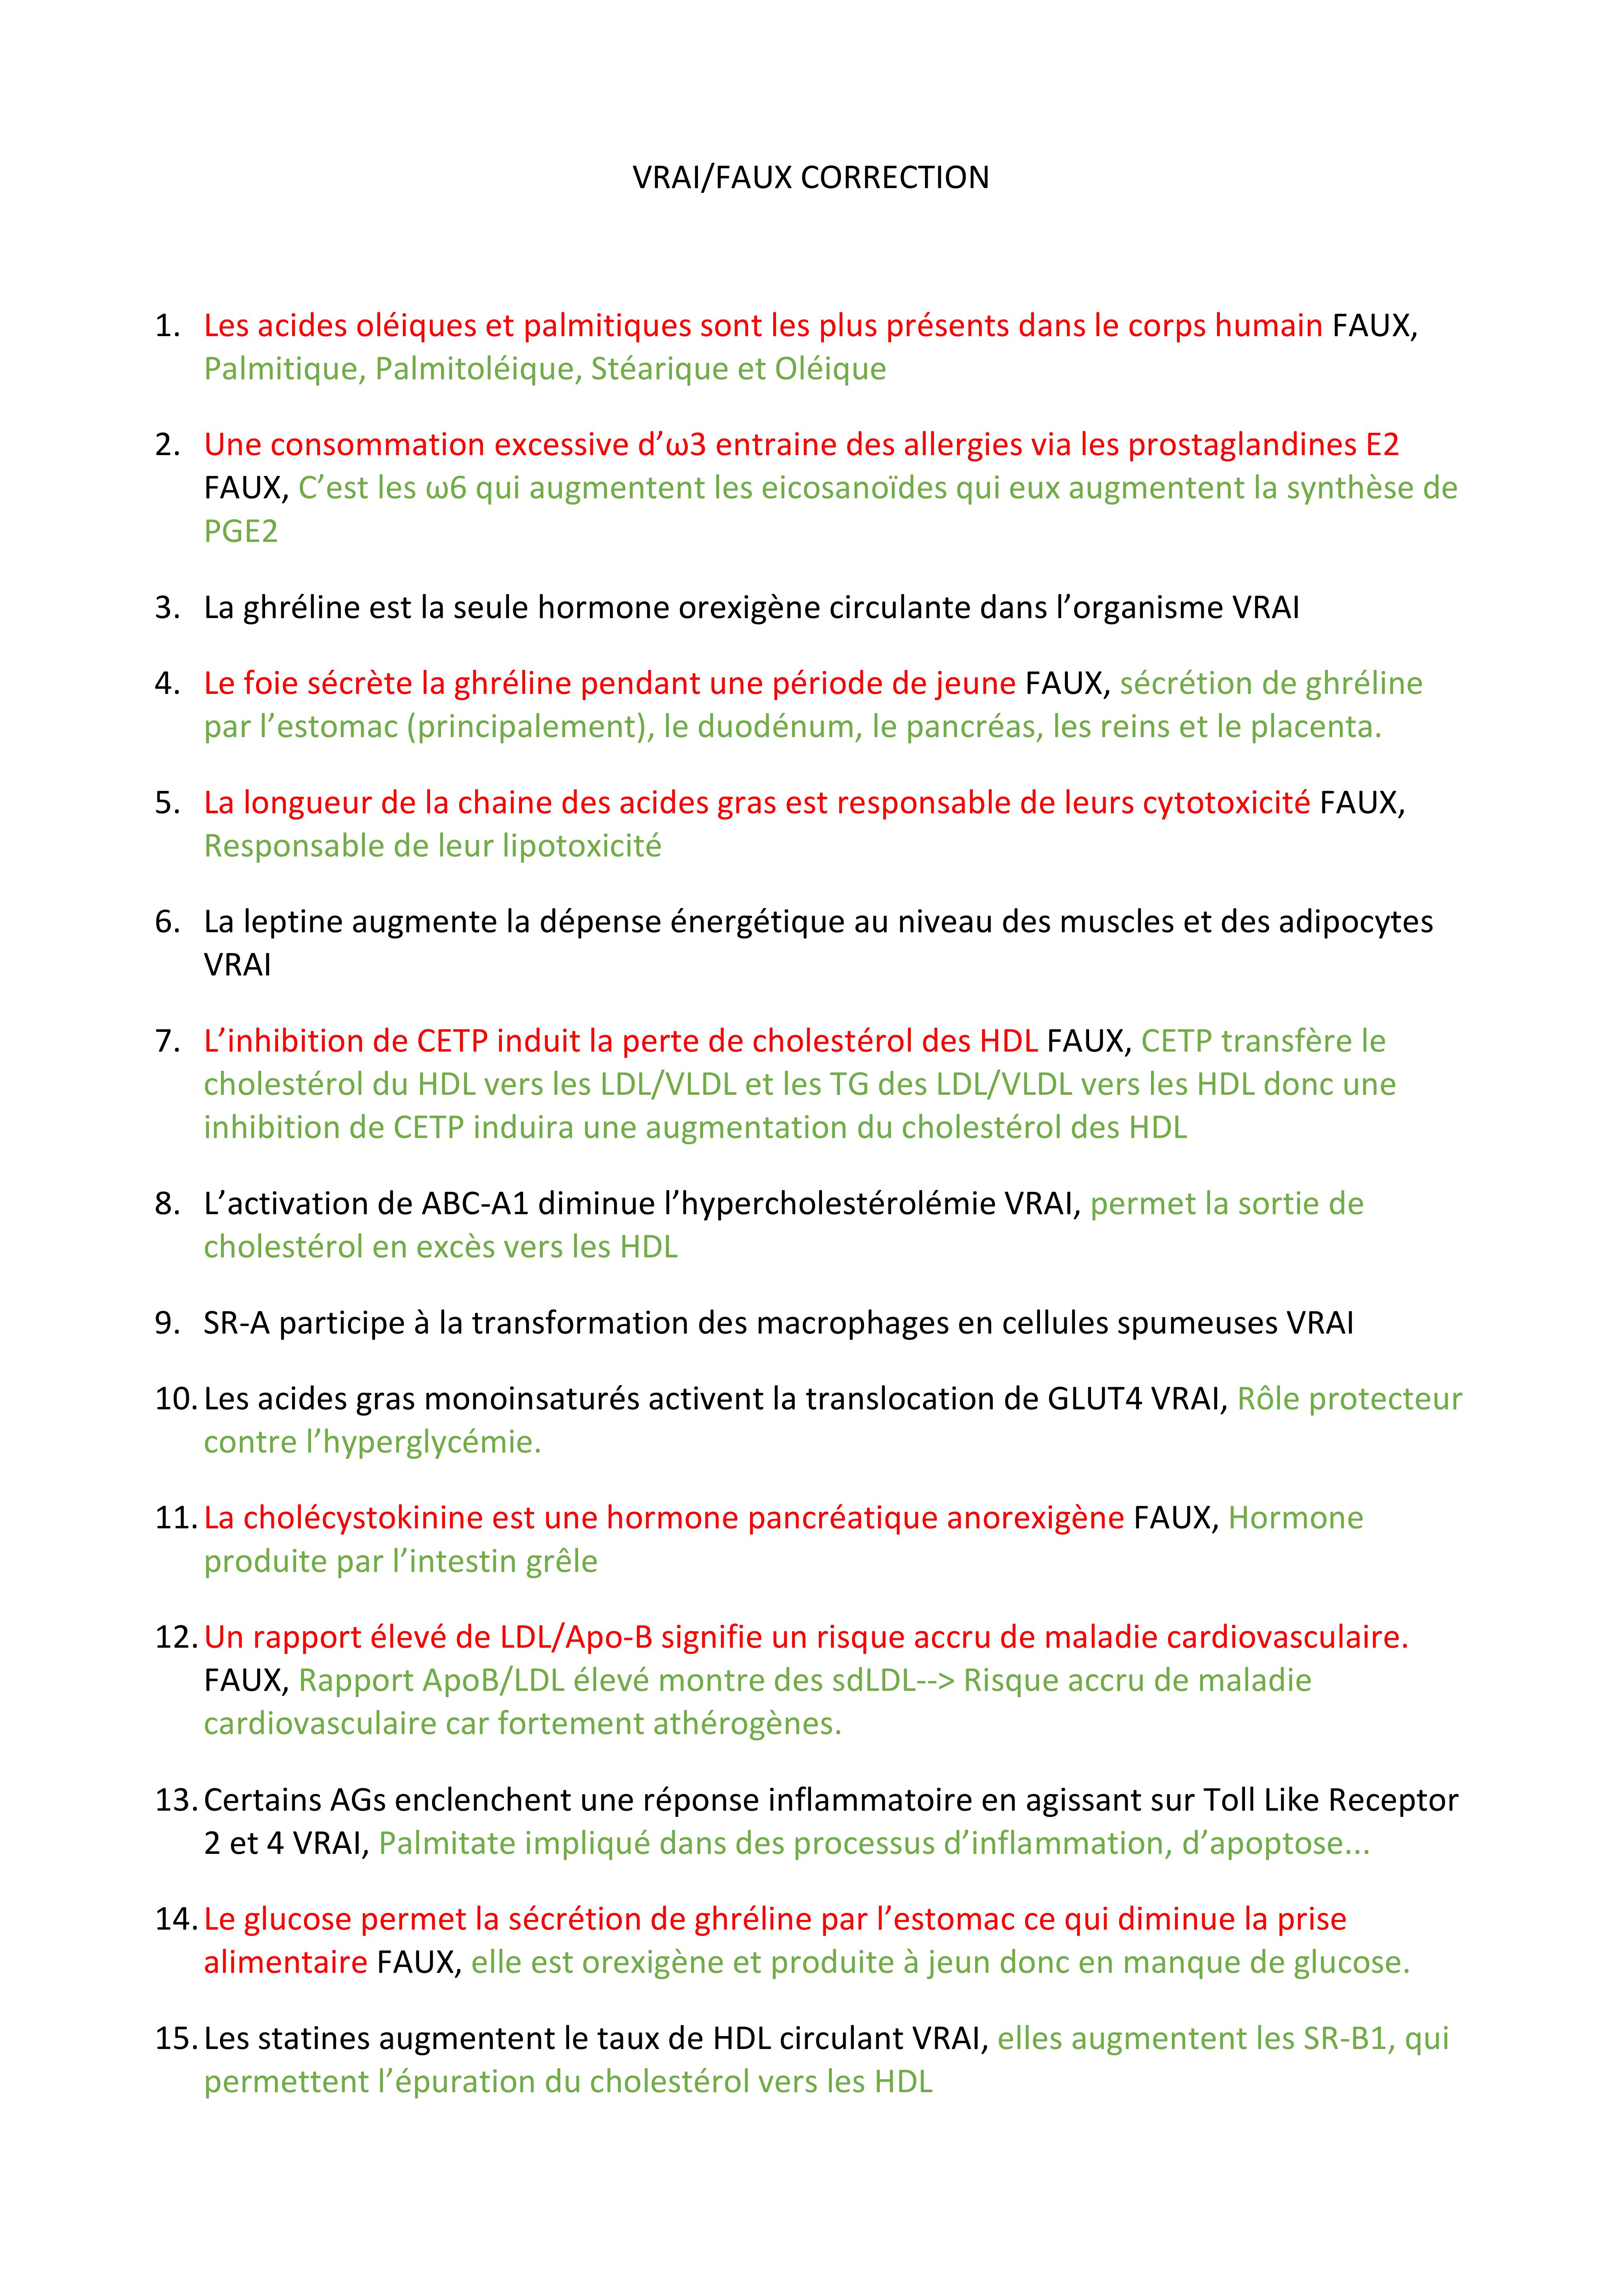 VRAI/FAUX CORRECTION
1. Les acides oléiques et palmitiques sont les plus présents dans le corps humain FAUX,
Palmitique, Palmitoléique, Stéarique et Oléique
2. Une consommation excessive d’ω3 entraine des allergies via les prostaglandines E2
FAUX, C’est les ω6 qui augmentent les eicosanoïdes qui eux augmentent la synthèse de
PGE2
3. La ghréline est la seule hormone orexigène circulante dans l’organisme VRAI
4. Le foie sécrète la ghréline pendant une période de jeune FAUX, sécrétion de ghréline
par l’estomac (principalement), le duodénum, le pancréas, les reins et le placenta.
5. La longueur de la chaine des acides gras est responsable de leurs cytotoxicité FAUX,
Responsable de leur lipotoxicité
6. La leptine augmente la dépense énergétique au niveau des muscles et des adipocytes
VRAI
7. L’inhibition de CETP induit la perte de cholestérol des HDL FAUX, CETP transfère le
cholestérol du HDL vers les LDL/VLDL et les TG des LDL/VLDL vers les HDL donc une
inhibition de CETP induira une augmentation du cholestérol des HDL
8. L’activation de ABC-A1 diminue l’hypercholestérolémie VRAI, permet la sortie de
cholestérol en excès vers les HDL
9. SR-A participe à la transformation des macrophages en cellules spumeuses VRAI
10. Les acides gras monoinsaturés activent la translocation de GLUT4 VRAI, Rôle protecteur
contre l’hyperglycémie.
11. La cholécystokinine est une hormone pancréatique anorexigène FAUX, Hormone
produite par l’intestin grêle
12. Un rapport élevé de LDL/Apo-B signifie un risque accru de maladie cardiovasculaire.
FAUX, Rapport ApoB/LDL élevé montre des sdLDL--> Risque accru de maladie
cardiovasculaire car fortement athérogènes.
13. Certains AGs enclenchent une réponse inflammatoire en agissant sur Toll Like Receptor
2 et 4 VRAI, Palmitate impliqué dans des processus d’inflammation, d’apoptose...
14. Le glucose permet la sécrétion de ghréline par l’estomac ce qui diminue la prise
alimentaire FAUX, elle est orexigène et produite à jeun donc en manque de glucose.
15. Les statines augmentent le taux de HDL circulant VRAI, elles augmentent les SR-B1, qui
permettent l’épuration du cholestérol vers les HDL